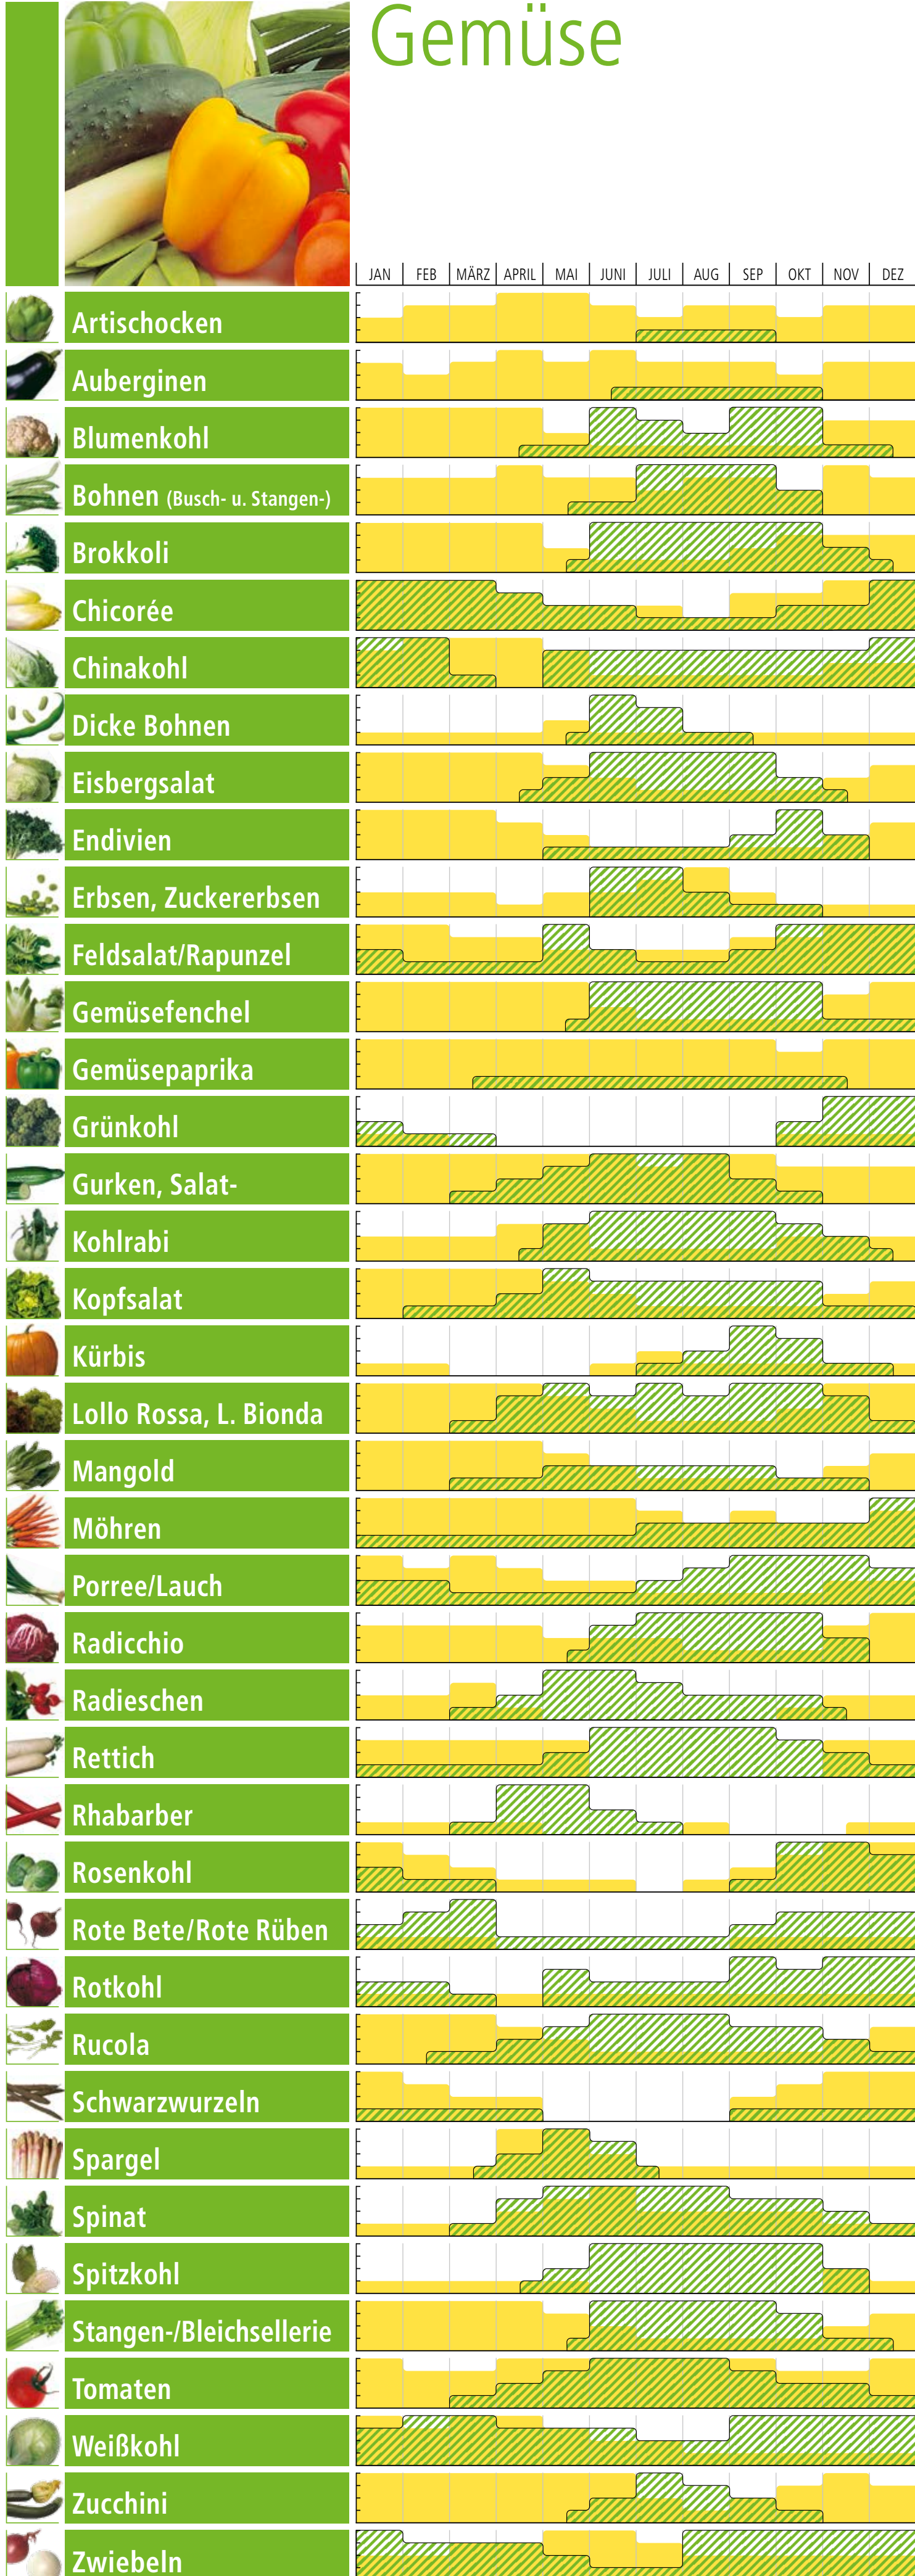 Gemüse
JAN FEB MÄRZ APRIL MAI JUNI JULI AUG SEP OKT NOV DEZ
Artischocken
Auberginen
Blumenkohl
Bohnen (Busch- u. Stangen-)
Brokkoli
Chicorée
Chinakohl
Dicke Bohnen
Eisbergsalat
Endivien
Erbsen, Zuckererbsen
Feldsalat/Rapunzel
Gemüsefenchel
Gemüsepaprika
Grünkohl
Gurken, Salat-
Kohlrabi
Kopfsalat
Kürbis
Lollo Rossa, L. Bionda
Mangold
Möhren
Porree/Lauch
Radicchio
Radieschen
Rettich
Rhabarber
Rosenkohl
Rote Bete/Rote Rüben
Rotkohl
Rucola
Schwarzwurzeln
Spargel
Spinat
Spitzkohl
Stangen-/Bleichsellerie
Tomaten
Weißkohl
Zucchini
Zwiebeln